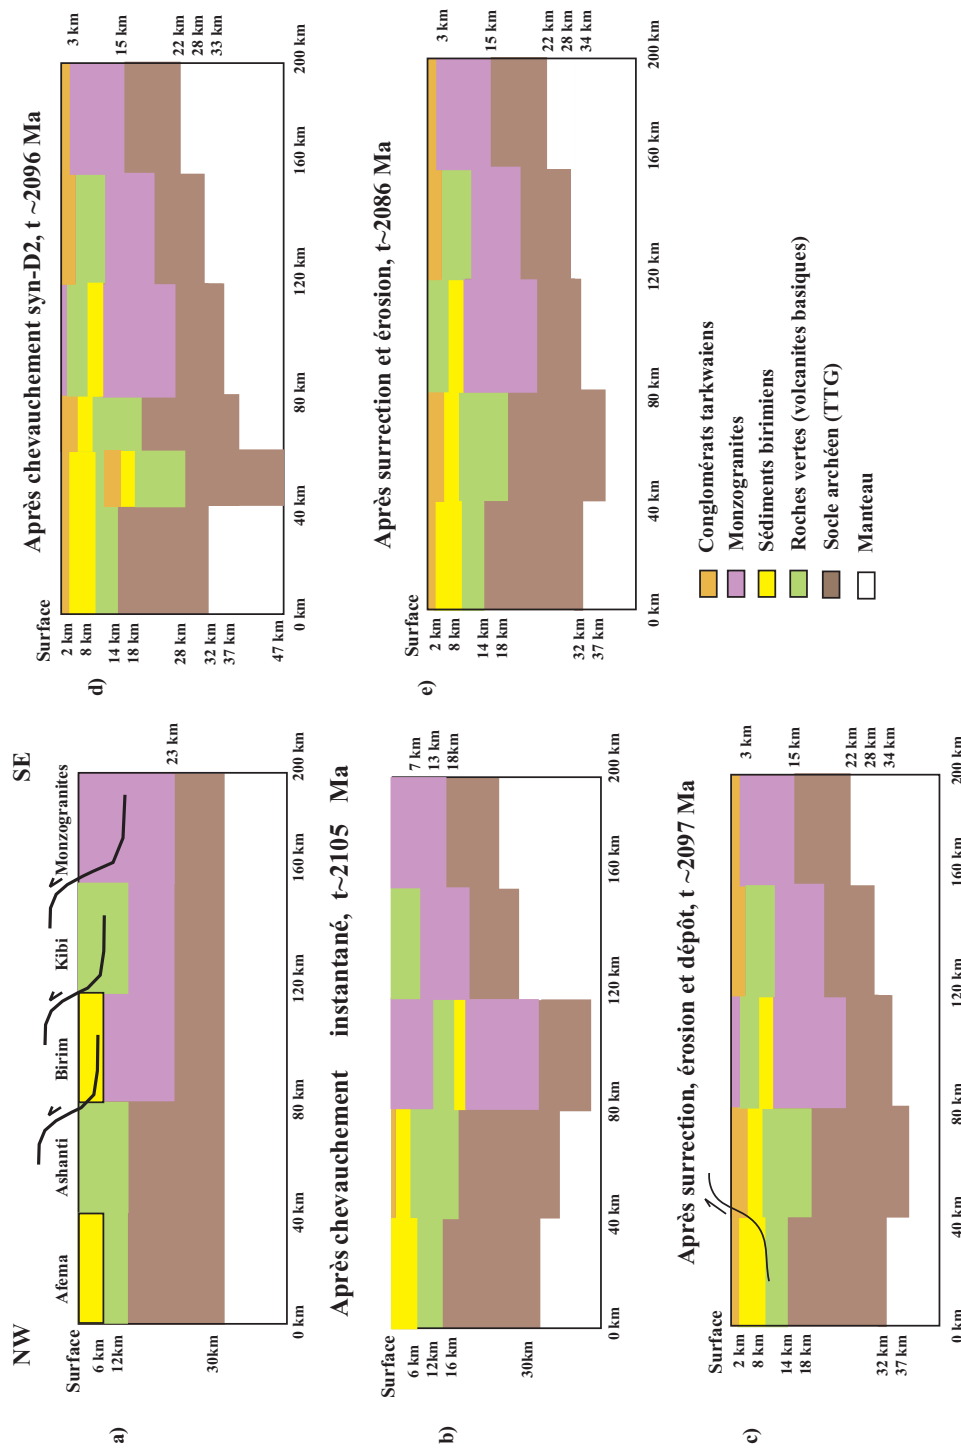 NW
SE
Afema
Ashanti
Birim
Kibi
Monzogranites
Surface
6 km
12km
30km
23 km
0 km
40 km
80 km
120 km
160 km
200 km
a)
Après chevauchement instantané, t~2105 Ma
Surface
6 km
12km
16 km
30km
7 km
13 km
18km
0 km
40 km
80 km
120 km
160 km
200 km
b)
Après surrection, érosion et dépôt, t ~2097 Ma
Surface
2 km
8 km
14 km
18 km
32 km
37 km
3 km
15 km
22 km
28 km
34 km
0 km
40 km
80 km
120 km
160 km
200 km
c)
Après chevauchement syn-D2, t ~2096 Ma
Surface
2 km
8 km
14 km
18 km
28 km
32 km
37 km
47 km
3 km
15 km
22 km
28 km
33 km
0 km
40 km
80 km
120 km
160 km
200 km
d)
Après surrection et érosion, t~2086 Ma
Surface
2 km
8 km
14 km
18 km
32 km
37 km
3 km
15 km
22 km
28 km
34 km
0 km
40 km
80 km
120 km
160 km
200 km
e)
Conglomérats tarkwaiens
Monzogranites
Sédiments birimiens
Roches vertes (volcanites basiques)
Socle archéen (TTG)
Manteau